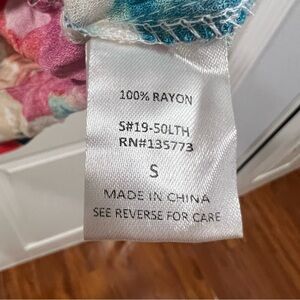 100% RAYON
S#19-50LTH
RN#135773
S
MADE IN CHINA
SEE REVERSE FOR CARE